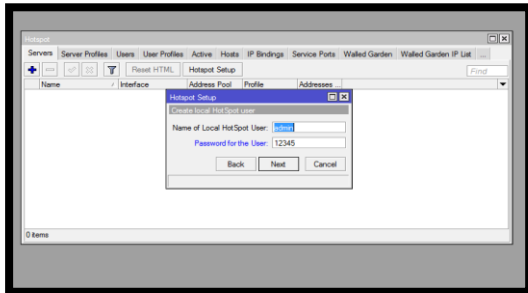 Hotspot
Servers Server Profiles Users User Profiles Active Hosts IP Bindings Service Ports Walled Garden Walled Garden IP List ...
Reset HTML Hotspot Setup Find
Name Interface Address Pool Profile Addresses ...
Hotspot Setup
Create local HotSpot user
Name of Local HotSpot User: admin
Password for the User: 12345
Back Next Cancel
0 items